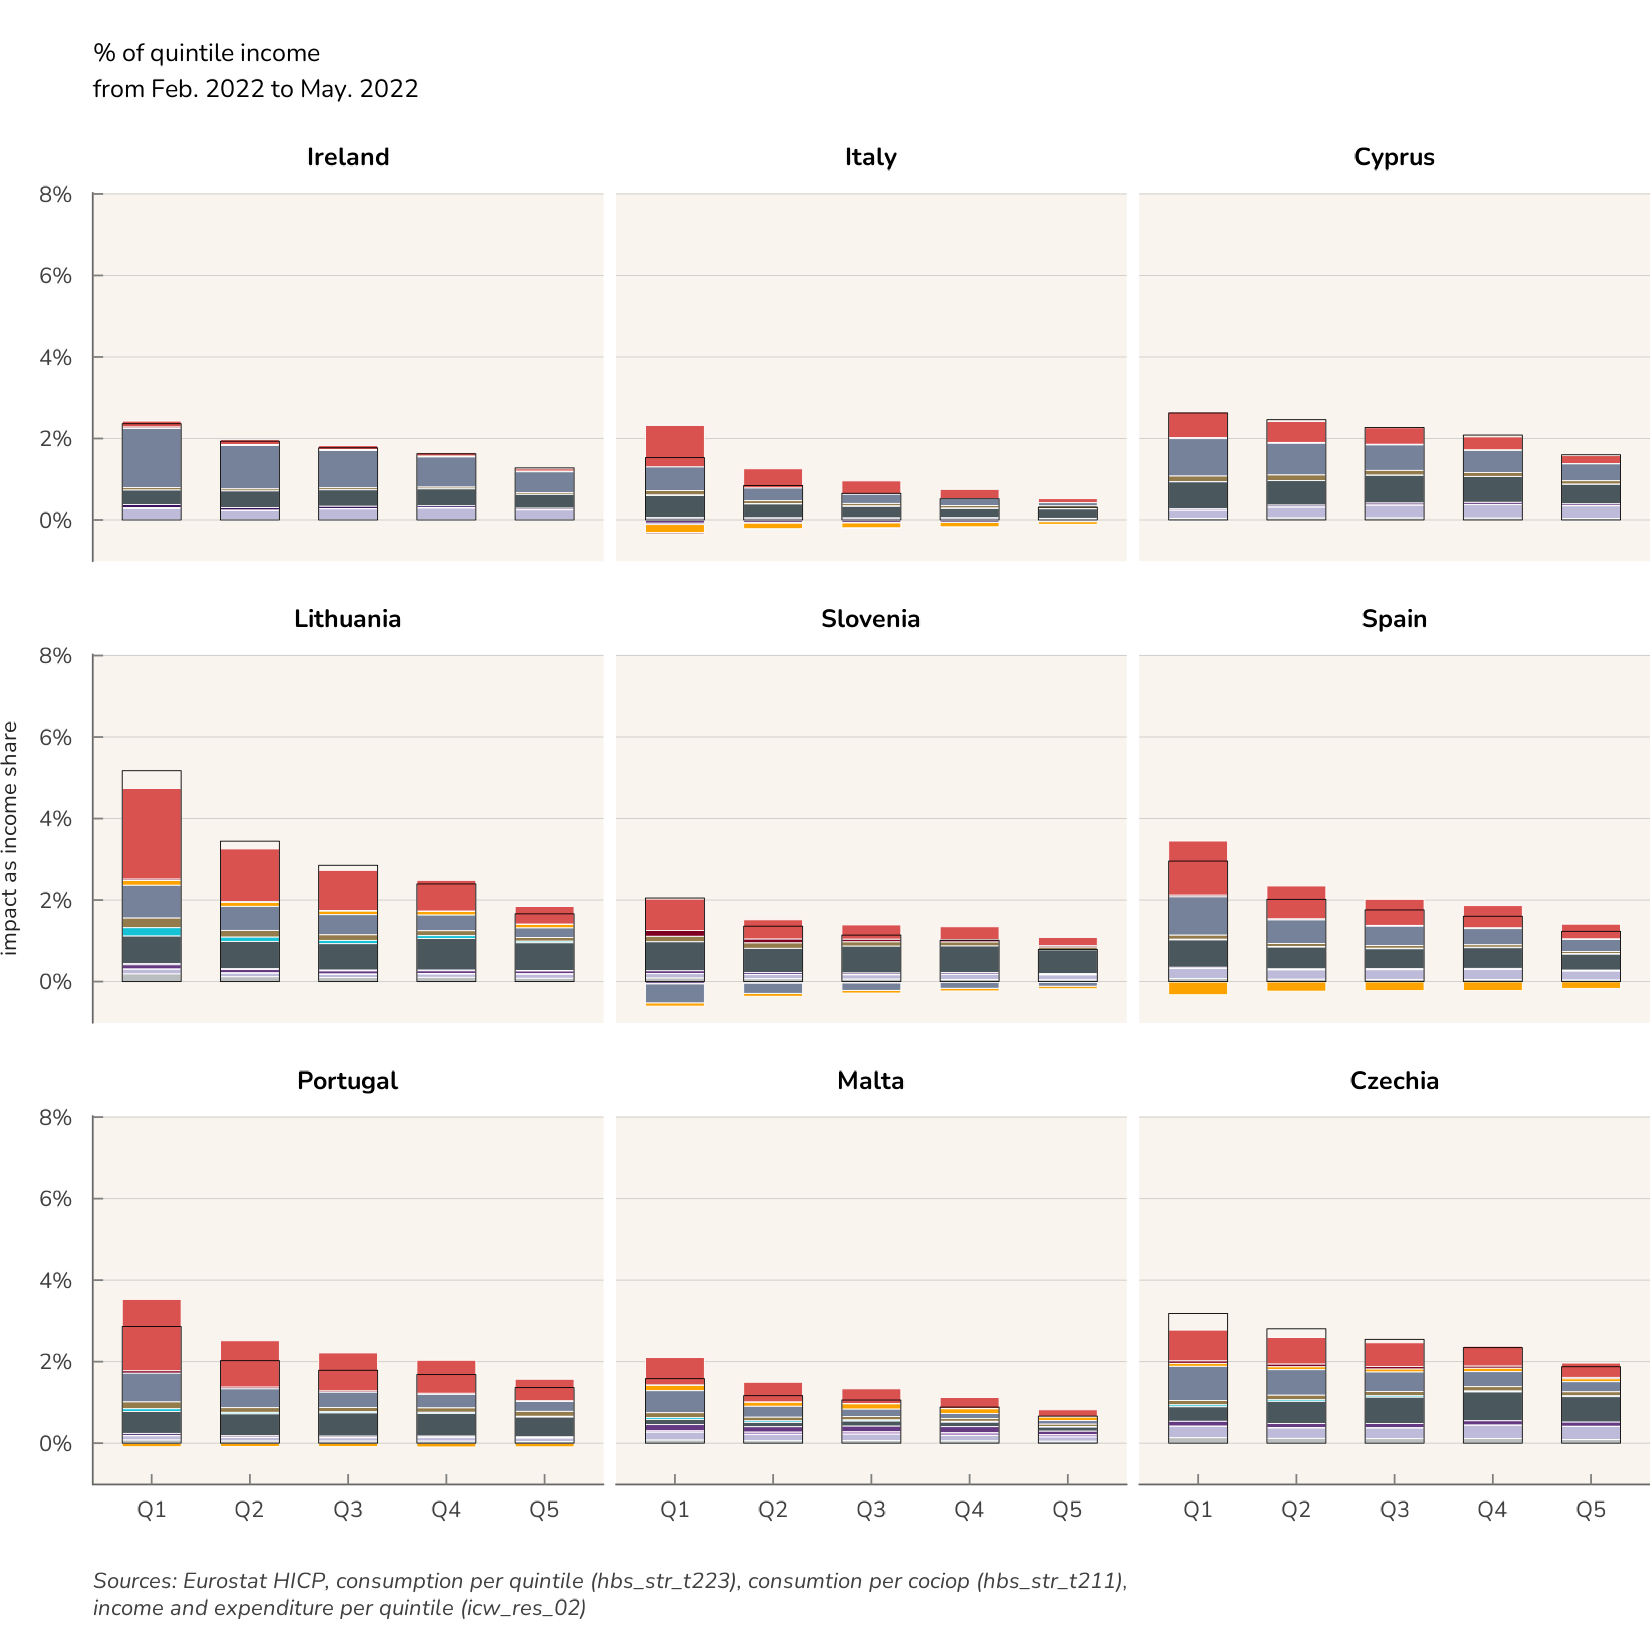 % of quintile income
from Feb. 2022 to May. 2022
Ireland
Italy
Cyprus
8%
6%
4%
2%
0%
Lithuania
Slovenia
Spain
8%
6%
4%
2%
0%
impact as income share
Portugal
Malta
Czechia
8%
6%
4%
2%
0%
Q1 Q2 Q3 Q4 Q5
Q1 Q2 Q3 Q4 Q5
Q1 Q2 Q3 Q4 Q5
Sources: Eurostat HICP, consumption per quintile (hbs_str_t223), consumtion per cociop (hbs_str_t211),
income and expenditure per quintile (icw_res_02)